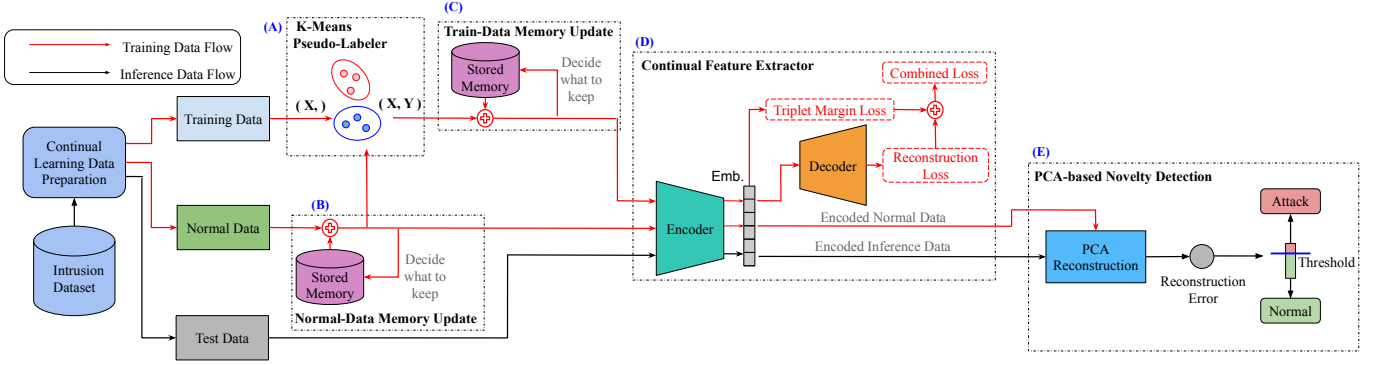 Training Data Flow
Inference Data Flow
Continual
Learning Data
Preparation
Intrusion
Dataset
Training Data
Normal Data
Test Data
(A)
K-Means
Pseudo-Labeler
( X, )
( X, Y )
(B)
Stored
Memory
Decide
what to
keep
Normal-Data Memory Update
(C)
Train-Data Memory Update
Stored
Memory
Decide
what to
keep
(D)
Continual Feature Extractor
Combined Loss
Triplet Margin Loss
Decoder
Reconstruction
Loss
Emb.
Encoder
Encoded Normal Data
Encoded Inference Data
(E)
PCA-based Novelty Detection
PCA
Reconstruction
Reconstruction
Error
Attack
Threshold
Normal